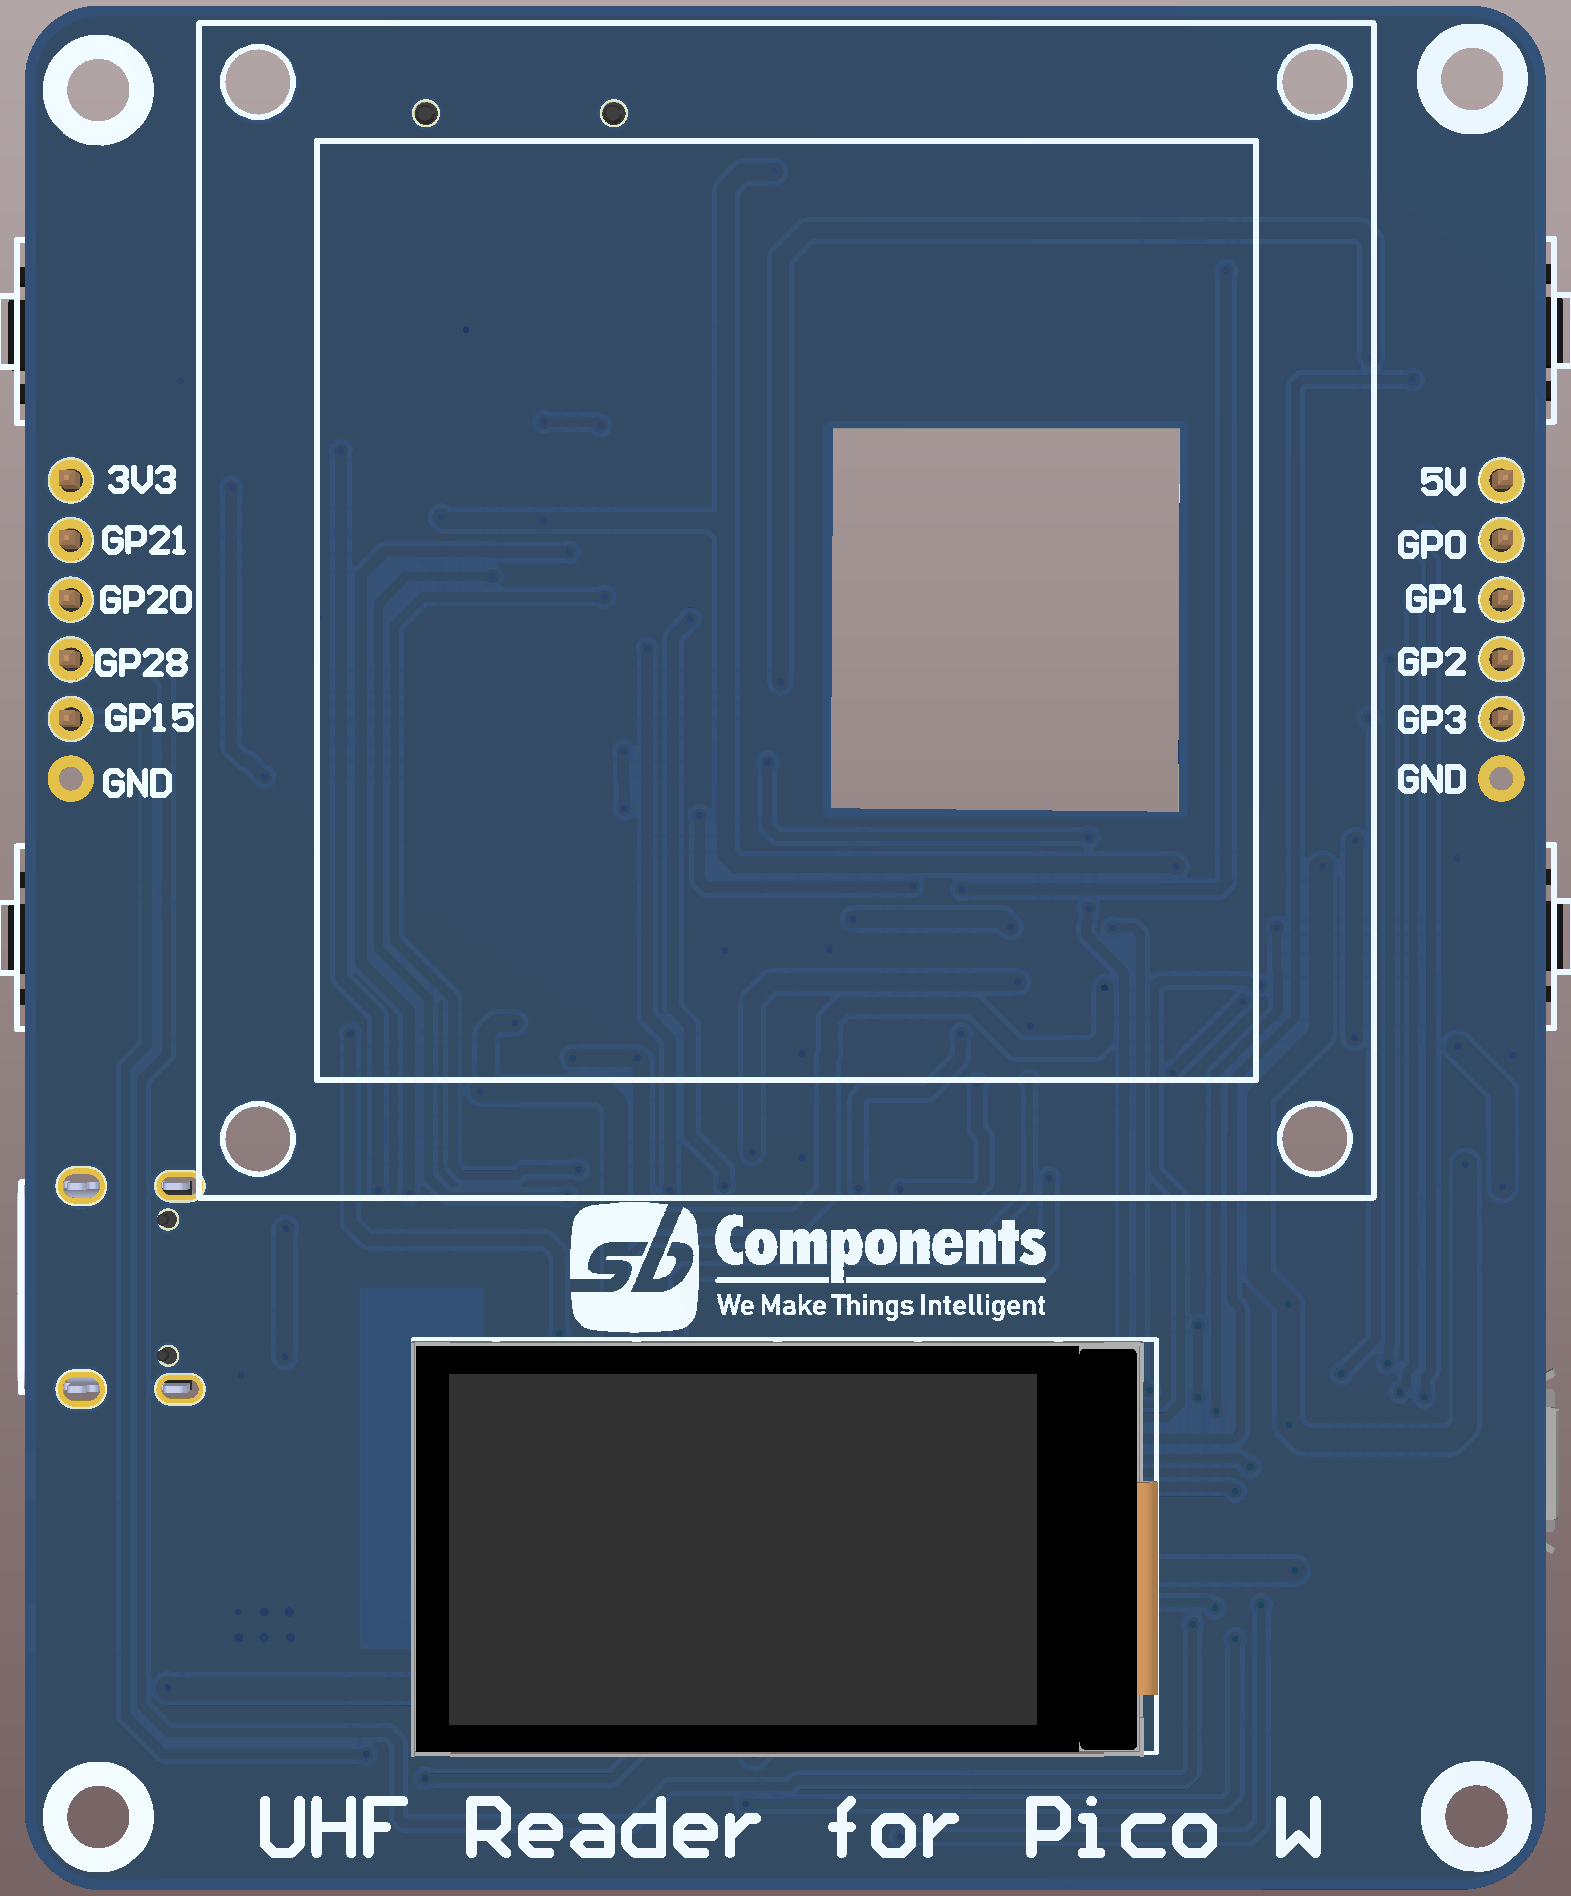 3V3
GP21
GP20
GP28
GP15
GND
5V
GP0
GP1
GP2
GP3
GND
sb
Components
We Make Things Intelligent
UHF Reader for Pico W